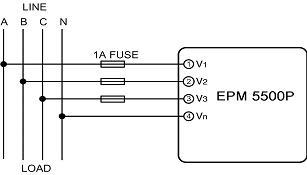 LINE
A B C N
1A FUSE
1 V1
2 V2
3 V3
4 Vn
EPM 5500P
LOAD